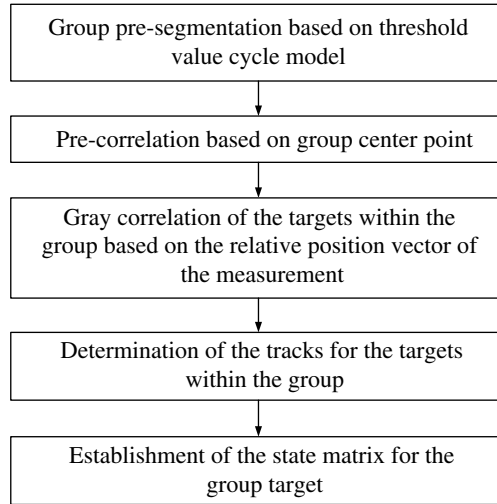 Group pre-segmentation based on threshold
value cycle model
Pre-correlation based on group center point
Gray correlation of the targets within the
group based on the relative position vector of
the measurement
Determination of the tracks for the targets
within the group
Establishment of the state matrix for the
group target